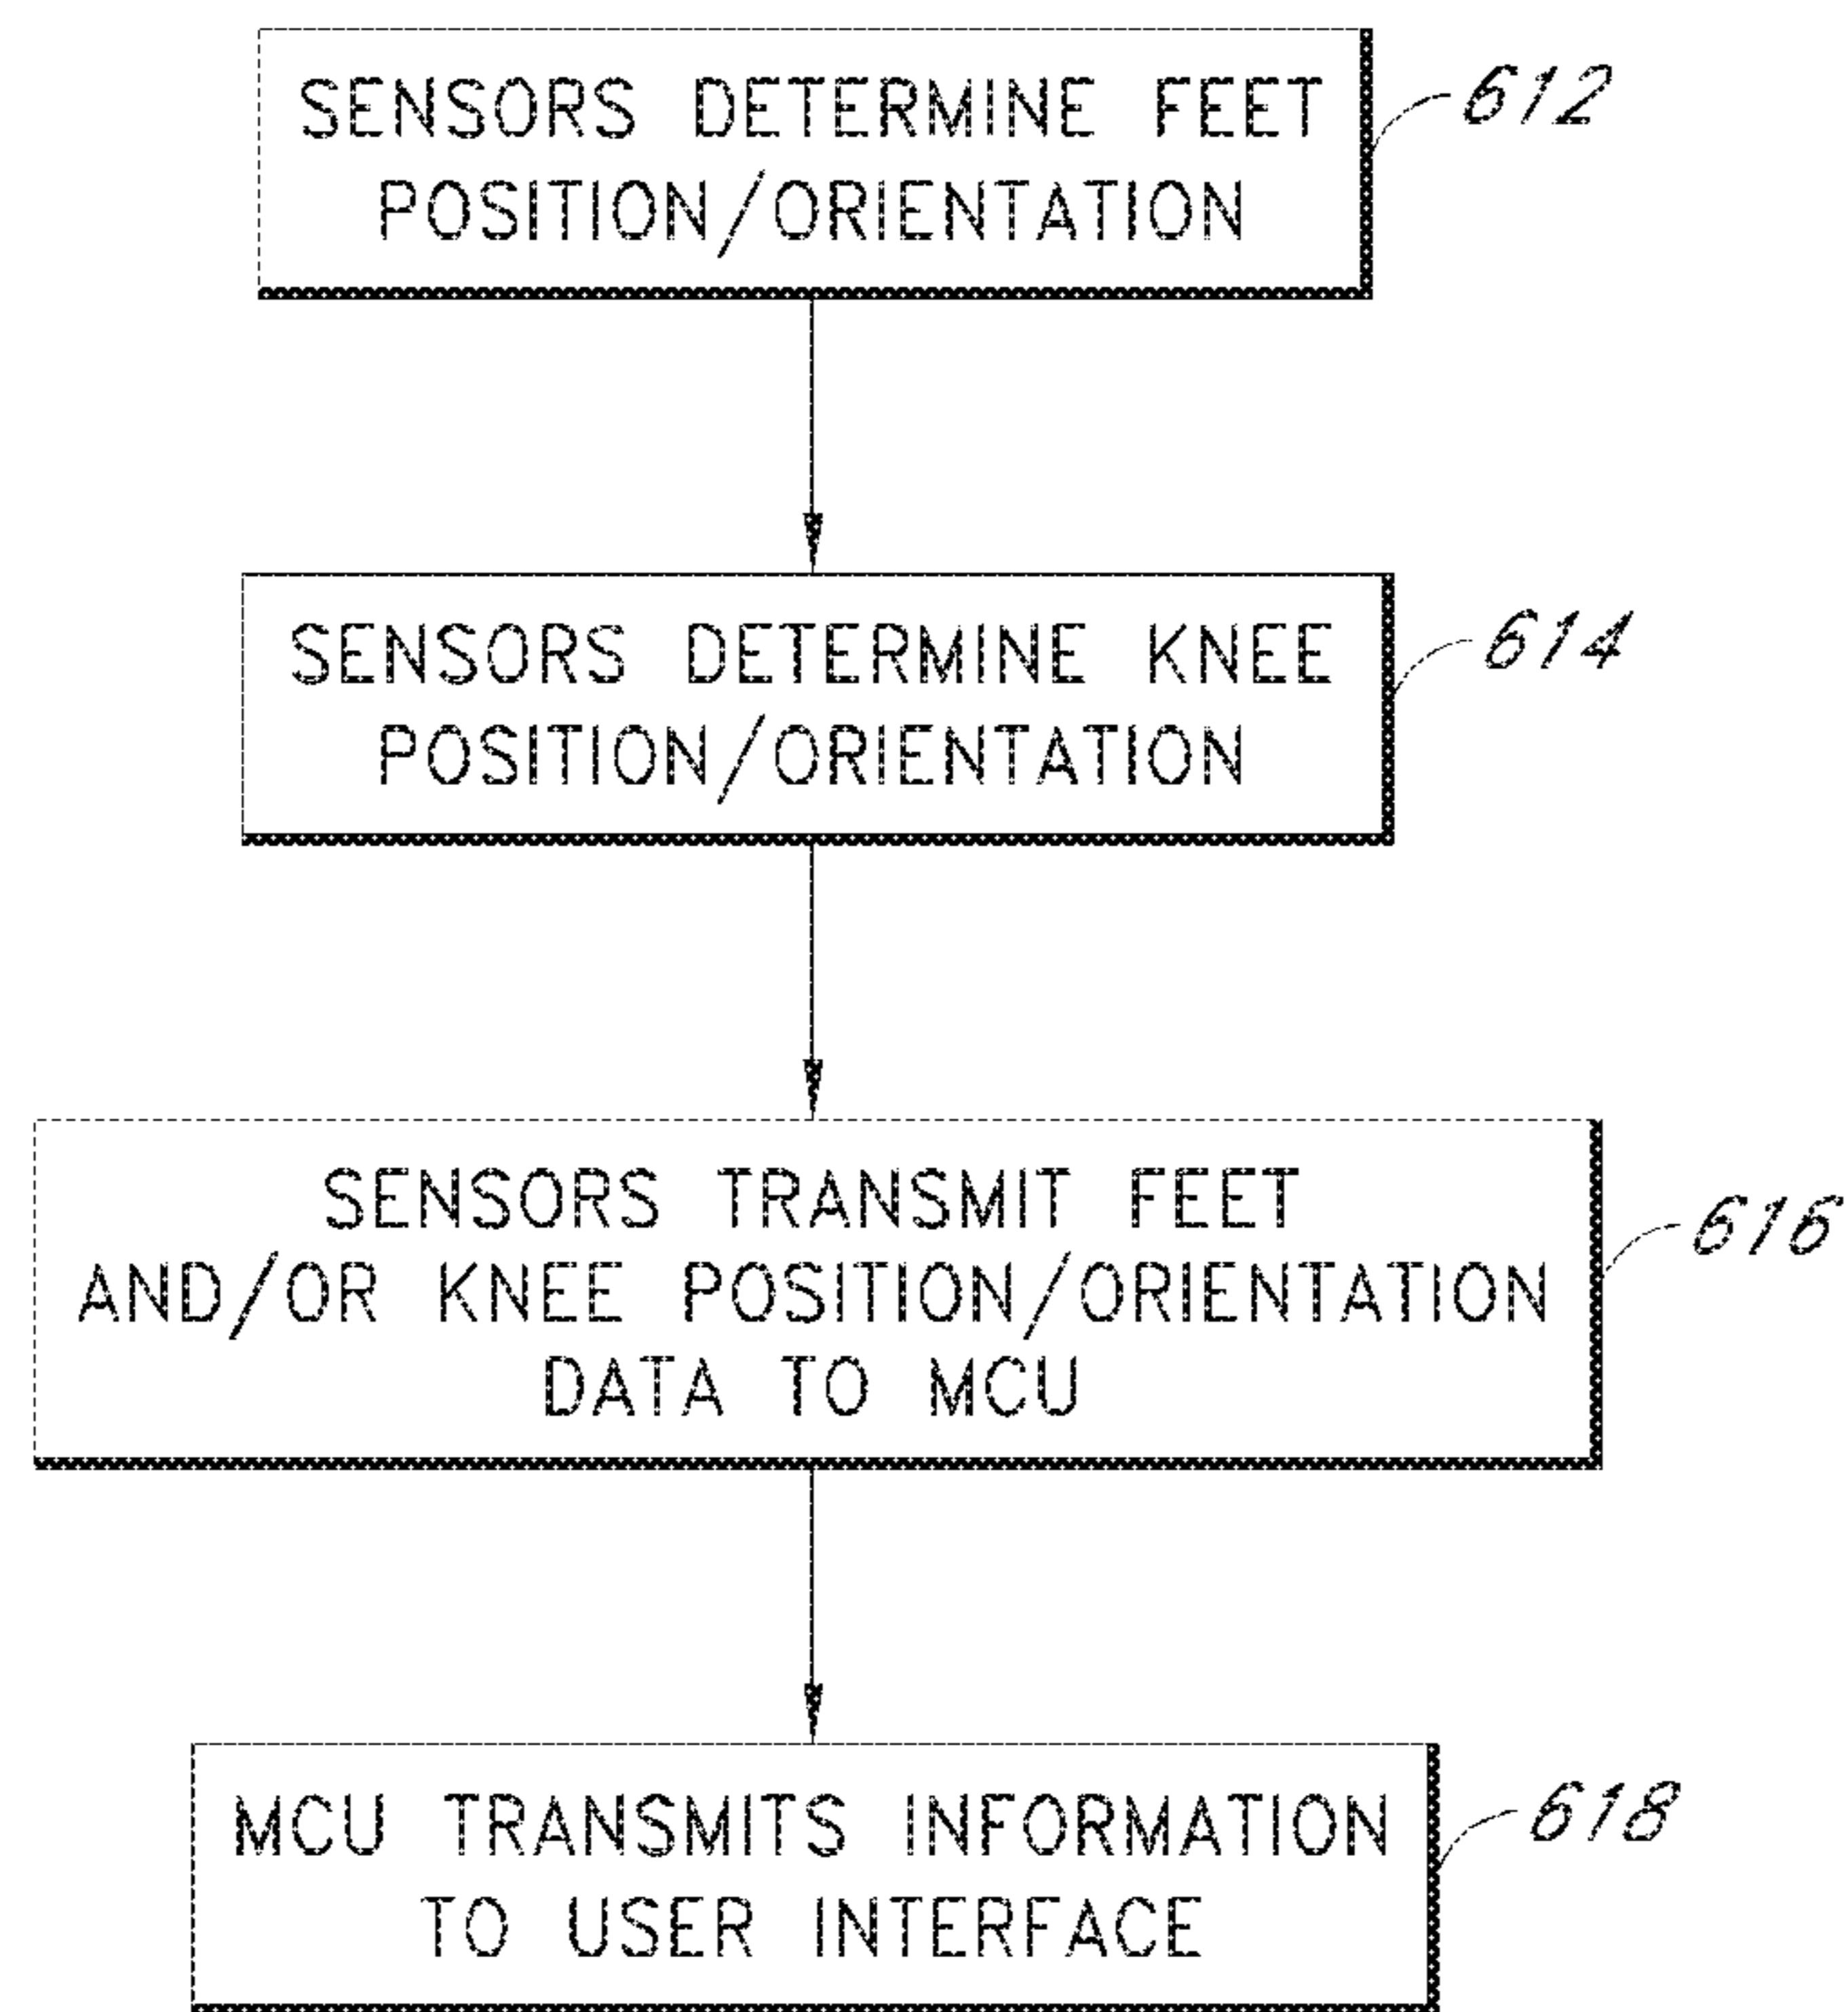 SENSORS DETERMINE FEET
POSITION/ORIENTATION
612
SENSORS DETERMINE KNEE
POSITION/ORIENTATION
614
SENSORS TRANSMIT FEET
AND/OR KNEE POSITION/ORIENTATION
DATA TO MCU
616
MCU TRANSMITS INFORMATION
TO USER INTERFACE
618